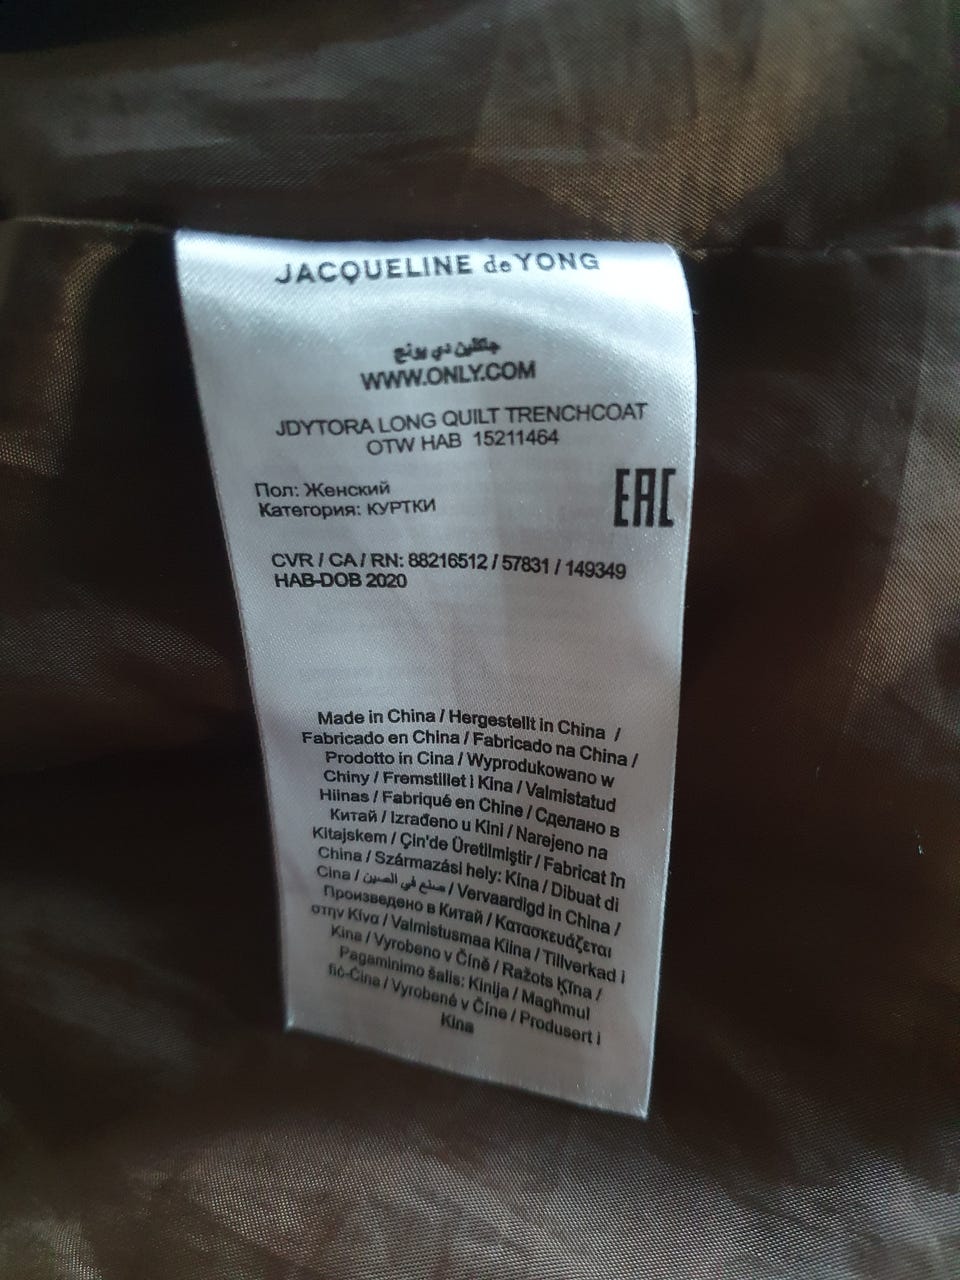 JACQUELINE de YONG
جاكلين دي يونج
WWW.ONLY.COM
JDYTORA LONG QUILT TRENCHCOAT
OTW HAB 15211464
Пол: Женский
Категория: КУРТКИ
EAC
CVR / CA / RN: 88216512 / 57831 / 149349
HAB-DOB 2020
Made in China / Hergestellt in China /
Fabricado en China / Fabricado na China /
Prodotto in Cina / Wyprodukowano w
Chiny / Fremstillet i Kina / Valmistatud
Hiinas / Fabriqué en Chine / Сделано в
Китай / Izrađeno u Kini / Narejeno na
Kitajskem / Çin'de Üretilmiştir / Fabricat în
China / Származási hely: Kína / Dibuat di
Cina / صنع في الصين / Vervaardigd in China /
Произведено в Китай / Κατασκευάζεται
στην Κίνα / Valmistusmaa Kiina / Tillverkad i
Kina / Vyrobeno v Číně / Ražots Ķīna /
Pagaminimo šalis: Kinija / Magħmul
fiċ-Ċina / Vyrobené v Číne / Produsert i
Kina